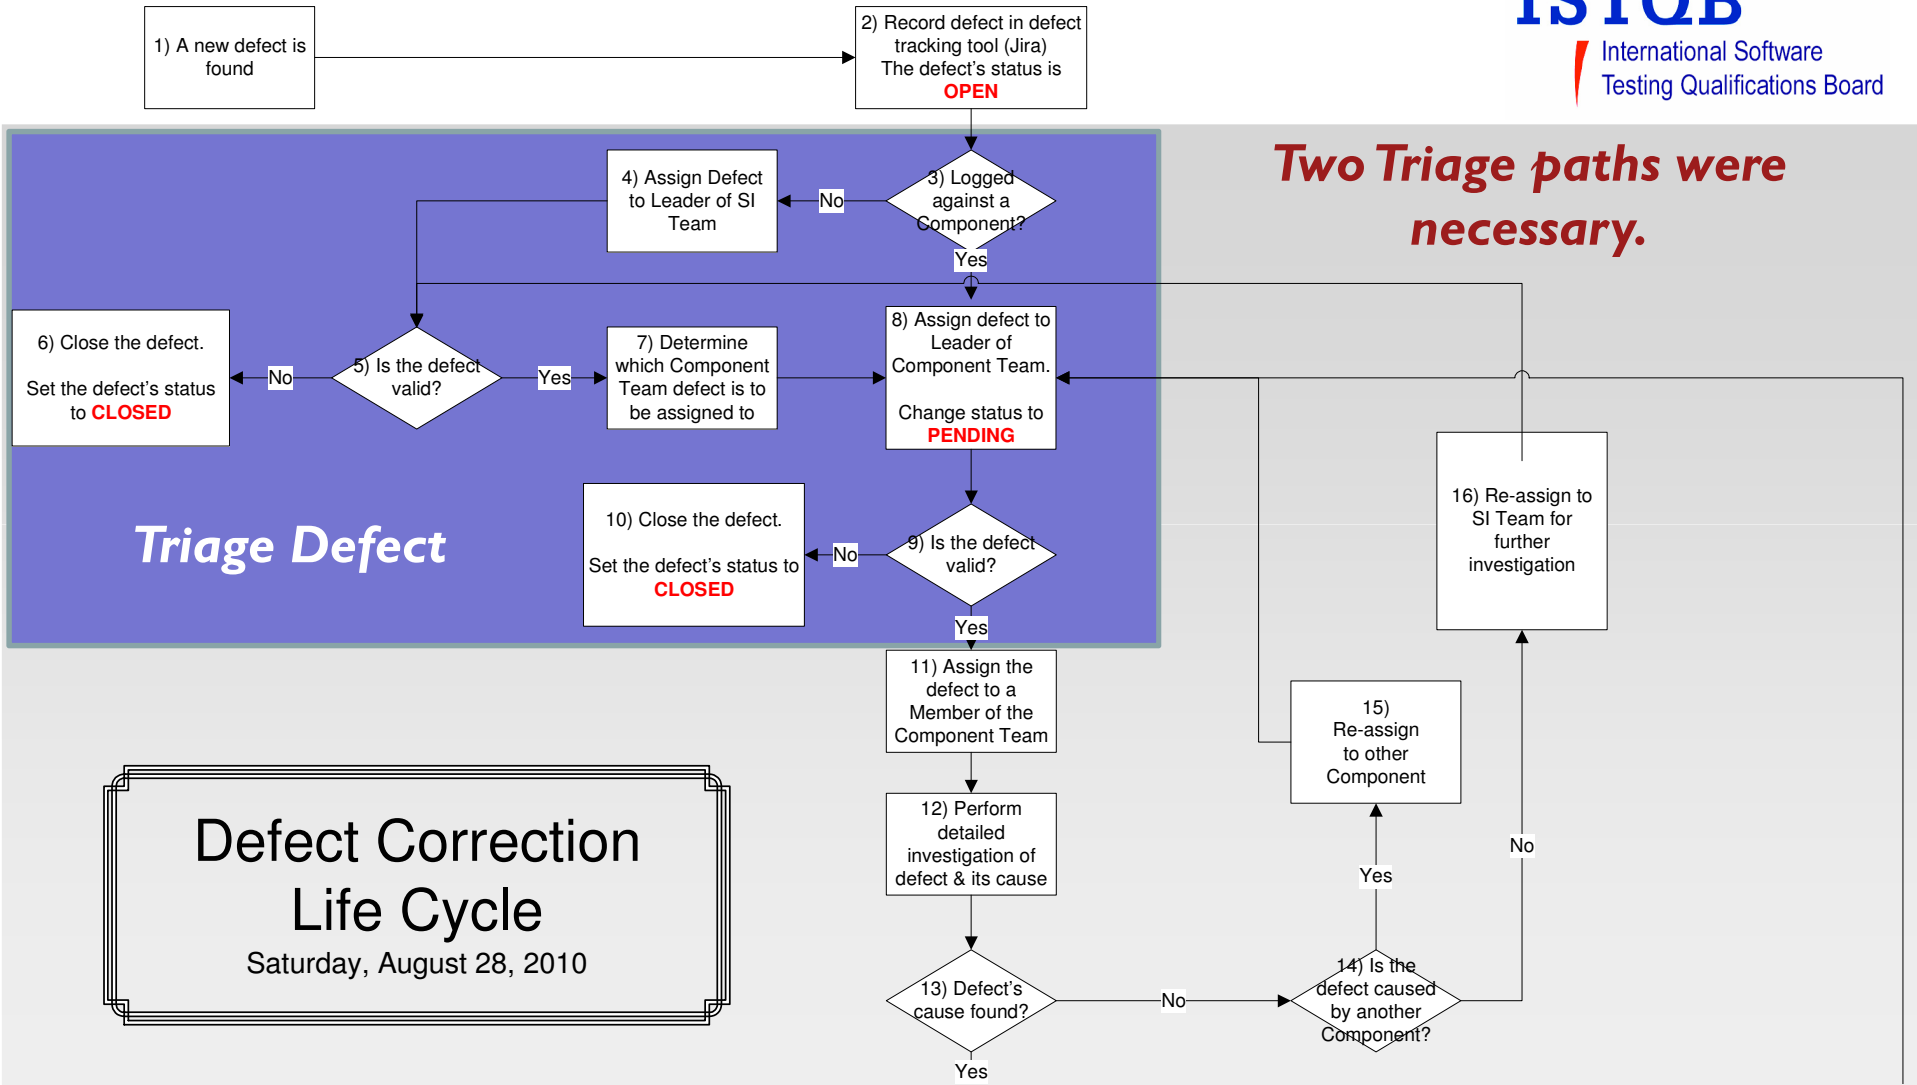 1) A new defect is
found
2) Record defect in defect
tracking tool (Jira)
The defect's status is
OPEN
ISTQB
International Software
Testing Qualifications Board
Two Triage paths were
necessary.
3) Logged
against a
Component?
No
4) Assign Defect
to Leader of SI
Team
Yes
5) Is the defect
valid?
No
6) Close the defect.
Set the defect's status
to CLOSED
Yes
7) Determine
which Component
Team defect is to
be assigned to
8) Assign defect to
Leader of
Component Team.
Change status to
PENDING
9) Is the defect
valid?
No
10) Close the defect.
Set the defect's status to
CLOSED
Triage Defect
Yes
11) Assign the
defect to a
Member of the
Component Team
12) Perform
detailed
investigation of
defect & its cause
13) Defect's
cause found?
No
Yes
14) Is the
defect caused
by another
Component?
Yes
15)
Re-assign
to other
Component
No
16) Re-assign to
SI Team for
further
investigation
Defect Correction
Life Cycle
Saturday, August 28, 2010